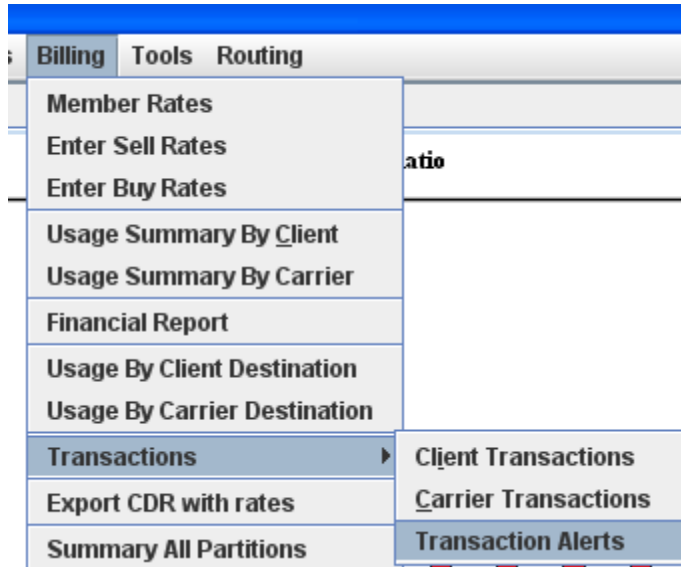 Billing Tools Routing
Member Rates
Enter Sell Rates
Enter Buy Rates
Usage Summary By Client
Usage Summary By Carrier
Financial Report
Usage By Client Destination
Usage By Carrier Destination
Transactions
Export CDR with rates
Summary All Partitions
atio
Client Transactions
Carrier Transactions
Transaction Alerts